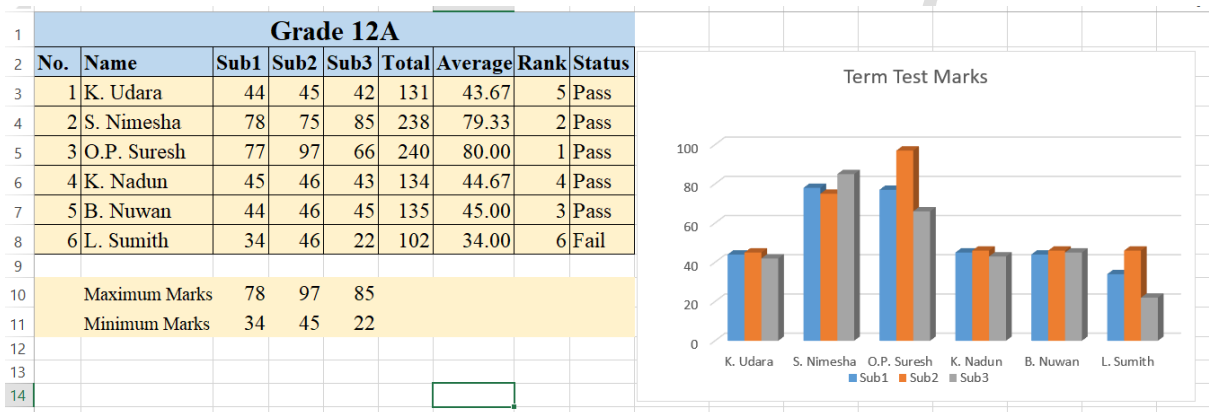 1 Grade 12A
2 No. Name Sub1 Sub2 Sub3 Total Average Rank Status
3 1 K. Udara 44 45 42 131 43.67 5 Pass
4 2 S. Nimesha 78 75 85 238 79.33 2 Pass
5 3 O.P. Suresh 77 97 66 240 80.00 1 Pass
6 4 K. Nadun 45 46 43 134 44.67 4 Pass
7 5 B. Nuwan 44 46 45 135 45.00 3 Pass
8 6 L. Sumith 34 46 22 102 34.00 6 Fail
9
10 Maximum Marks 78 97 85
11 Minimum Marks 34 45 22
12
13
14
Term Test Marks
100
80
60
40
20
0
K. Udara S. Nimesha O.P. Suresh K. Nadun B. Nuwan L. Sumith
Sub1 Sub2 Sub3